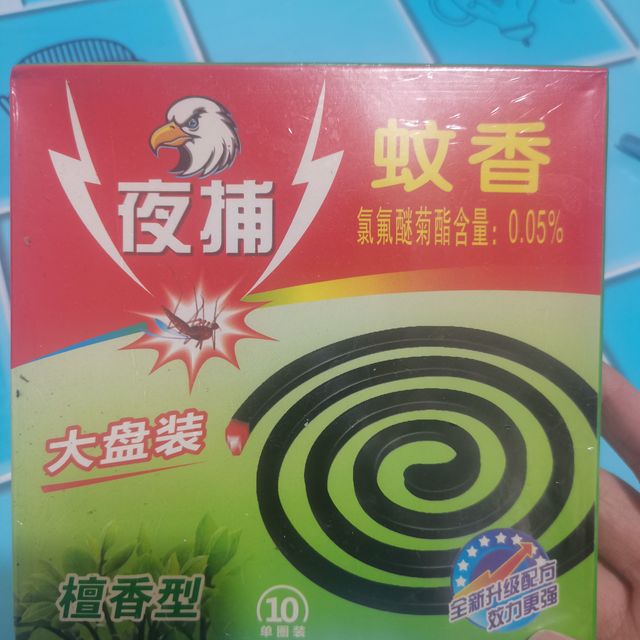 夜捕
蚊香
氯氟醚菊酯含量：0.05%
大盘装
檀香型
10
单圈装
全新升级配方
效力更强